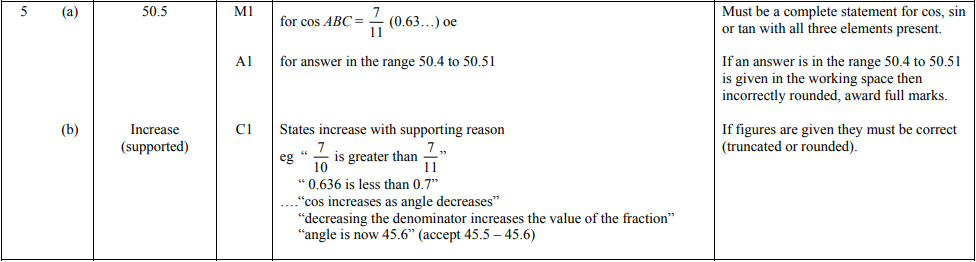 5 (a) 50.5 M1 for cos ABC = 7/11 (0.63…) oe Must be a complete statement for cos, sin
or tan with all three elements present.
A1 for answer in the range 50.4 to 50.51 If an answer is in the range 50.4 to 50.51
is given in the working space then
incorrectly rounded, award full marks.
(b) Increase C1 States increase with supporting reason If figures are given they must be correct
(supported) eg “ 7/10 is greater than 7/11” (truncated or rounded).
“ 0.636 is less than 0.7”
….“cos increases as angle decreases”
“decreasing the denominator increases the value of the fraction”
“angle is now 45.6” (accept 45.5 – 45.6)